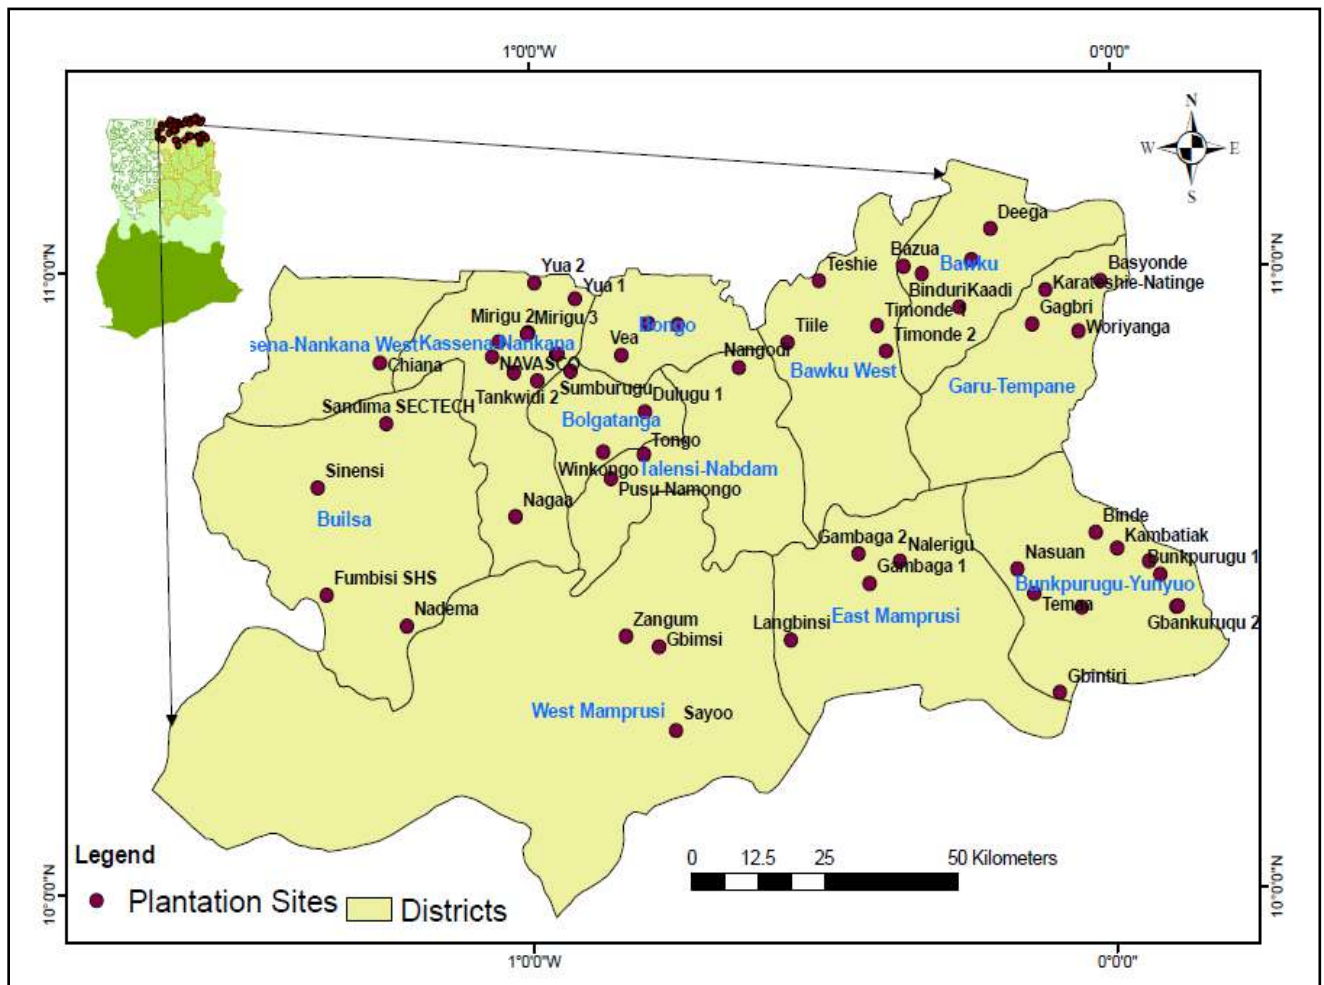 1°0'0"W
0°0'0"
N
W
E
S
11°0'0"N
11°0'0"N
Deega
Bazua
Bawku
Teshie
Basyonde
Yua 2
Yua 1
Binduri
Kaadi
Karateshie-Natinge
Timonde 1
Gagbri
Woriyanga
Mirigu 2
Mirigu 3
Bongo
Tiile
Timonde 2
sena-Nankana West
Kassena-Nankana
Vea
Nangodi
Bawku West
Garu-Tempane
Chiana
NAVASCO
Sumburugu
Tankwidi 2
Dulugu 1
Sandima SECTECH
Bolgatanga
Tongo
Winkongo
Talensi-Nabdam
Sinensi
Pusu Namongo
Nagaa
Builsa
Binde
Kambatiak
Gambaga 2
Nalerigu
Nasuan
Bunkpurugu 1
Gambaga 1
Bunkpurugu-Yunyuo
Fumbisi SHS
Nadema
Temaa
Gbankuruqu 2
Zangum
Langbinsi
East Mamprusi
Gbimsi
Gbintiri
West Mamprusi
Sayoo
Legend
Plantation Sites
Districts
0 12.5 25 50 Kilometers
10°0'0"N
10°0'0"N
1°0'0"W
0°0'0"